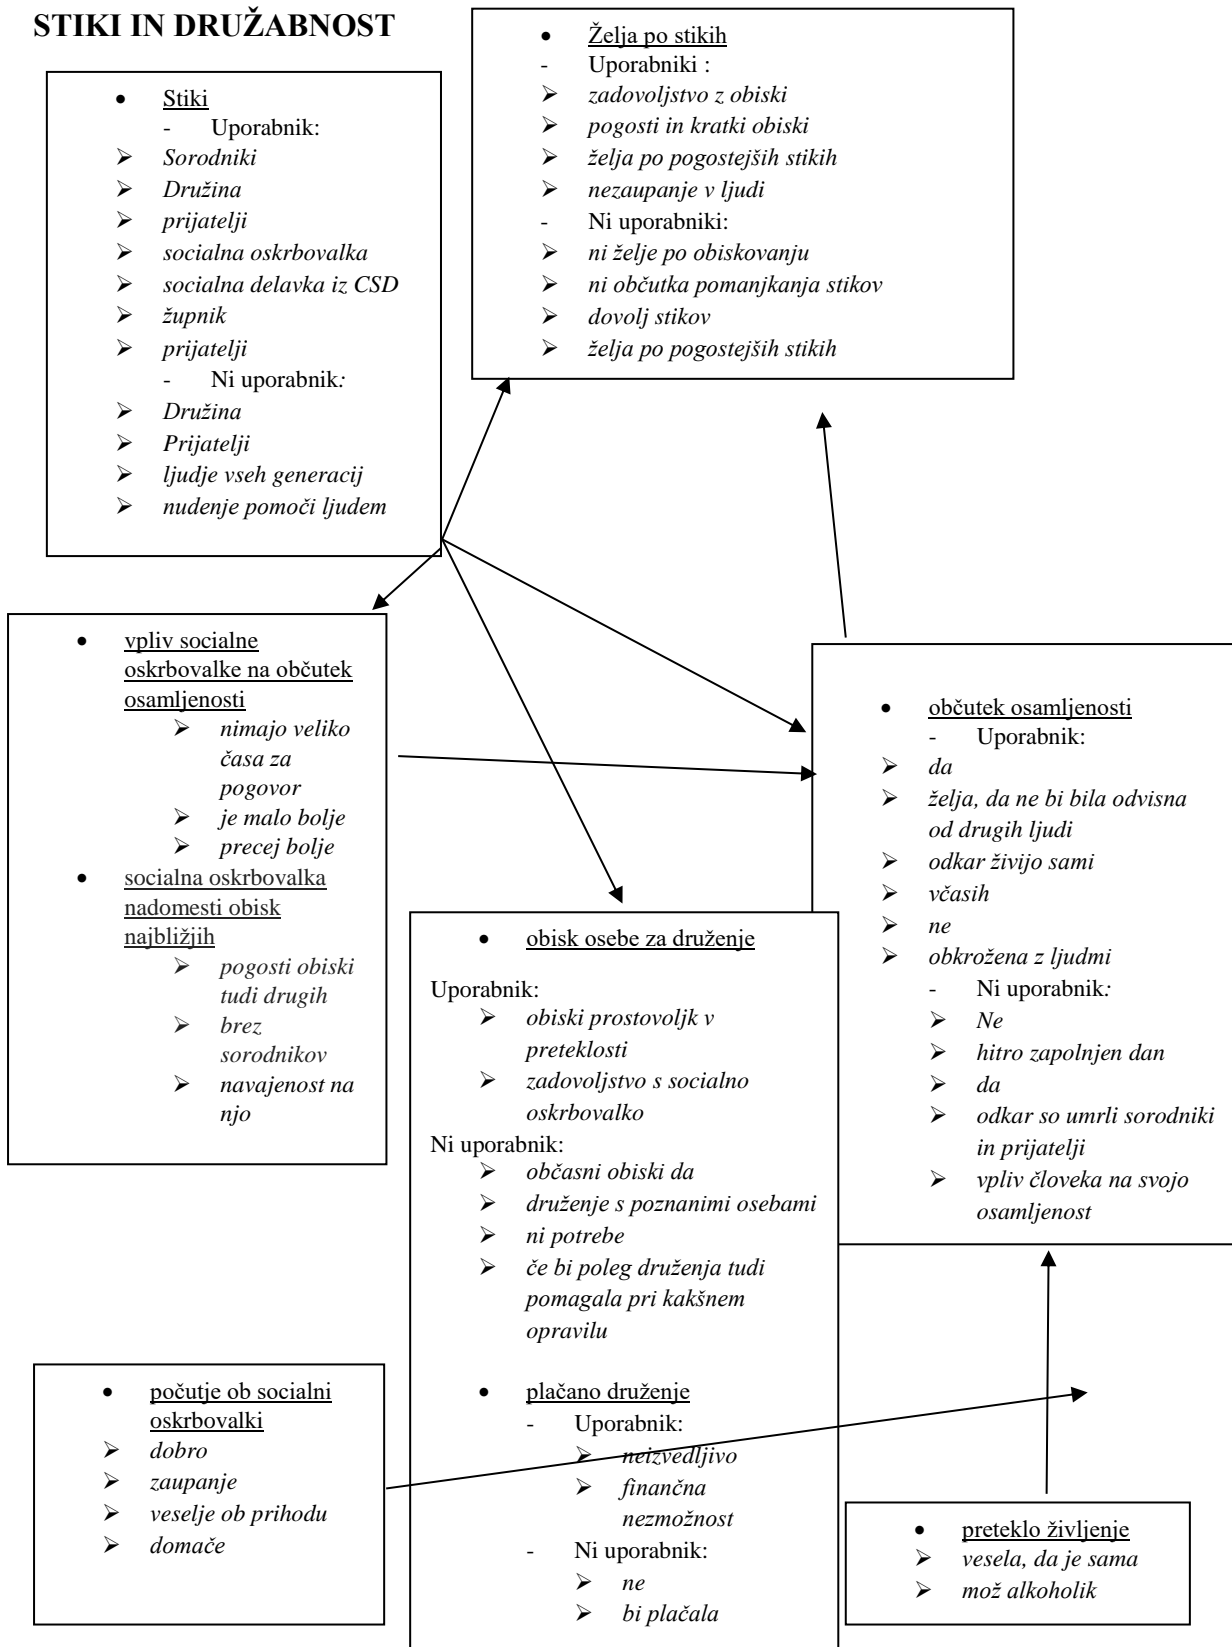 STIKI IN DRUŽABNOST
• Stiki
- Uporabnik:
➢ Sorodniki
➢ Družina
➢ prijatelji
➢ socialna oskrbovalka
➢ socialna delavka iz CSD
➢ župnik
➢ prijatelji
- Ni uporabnik:
➢ Družina
➢ Prijatelji
➢ ljudje vseh generacij
➢ nudenje pomoči ljudem
• Želja po stikih
- Uporabniki :
➢ zadovoljstvo z obiski
➢ pogosti in kratki obiski
➢ želja po pogostejših stikih
➢ nezaupanje v ljudi
- Ni uporabniki:
➢ ni želje po obiskovanju
➢ ni občutka pomanjkanja stikov
➢ dovolj stikov
➢ želja po pogostejših stikih
• vpliv socialne
oskrbovalke na občutek
osamljenosti
➢ nimajo veliko
časa za
pogovor
➢ je malo bolje
➢ precej bolje
• socialna oskrbovalka
nadomesti obisk
najbližjih
➢ pogosti obiski
tudi drugih
➢ brez
sorodnikov
➢ navajenost na
njo
• občutek osamljenosti
- Uporabnik:
➢ da
➢ želja, da ne bi bila odvisna
od drugih ljudi
➢ odkar živijo sami
➢ včasih
➢ ne
➢ obkrožena z ljudmi
- Ni uporabnik:
➢ Ne
➢ hitro zapolnjen dan
➢ da
➢ odkar so umrli sorodniki
in prijatelji
➢ vpliv človeka na svojo
osamljenost
• obisk osebe za druženje
Uporabnik:
➢ obiski prostovoljk v
preteklosti
➢ zadovoljstvo s socialno
oskrbovalko
Ni uporabnik:
➢ občasni obiski da
➢ druženje s poznanimi osebami
➢ ni potrebe
➢ če bi poleg druženja tudi
pomagala pri kakšnem
opravilu
• plačano druženje
- Uporabnik:
➢ neizvedljivo
➢ finančna
nezmožnost
- Ni uporabnik:
➢ ne
➢ bi plačala
• počutje ob socialni
oskrbovalki
➢ dobro
➢ zaupanje
➢ veselje ob prihodu
➢ domače
• preteklo življenje
➢ vesela, da je sama
➢ mož alkoholik